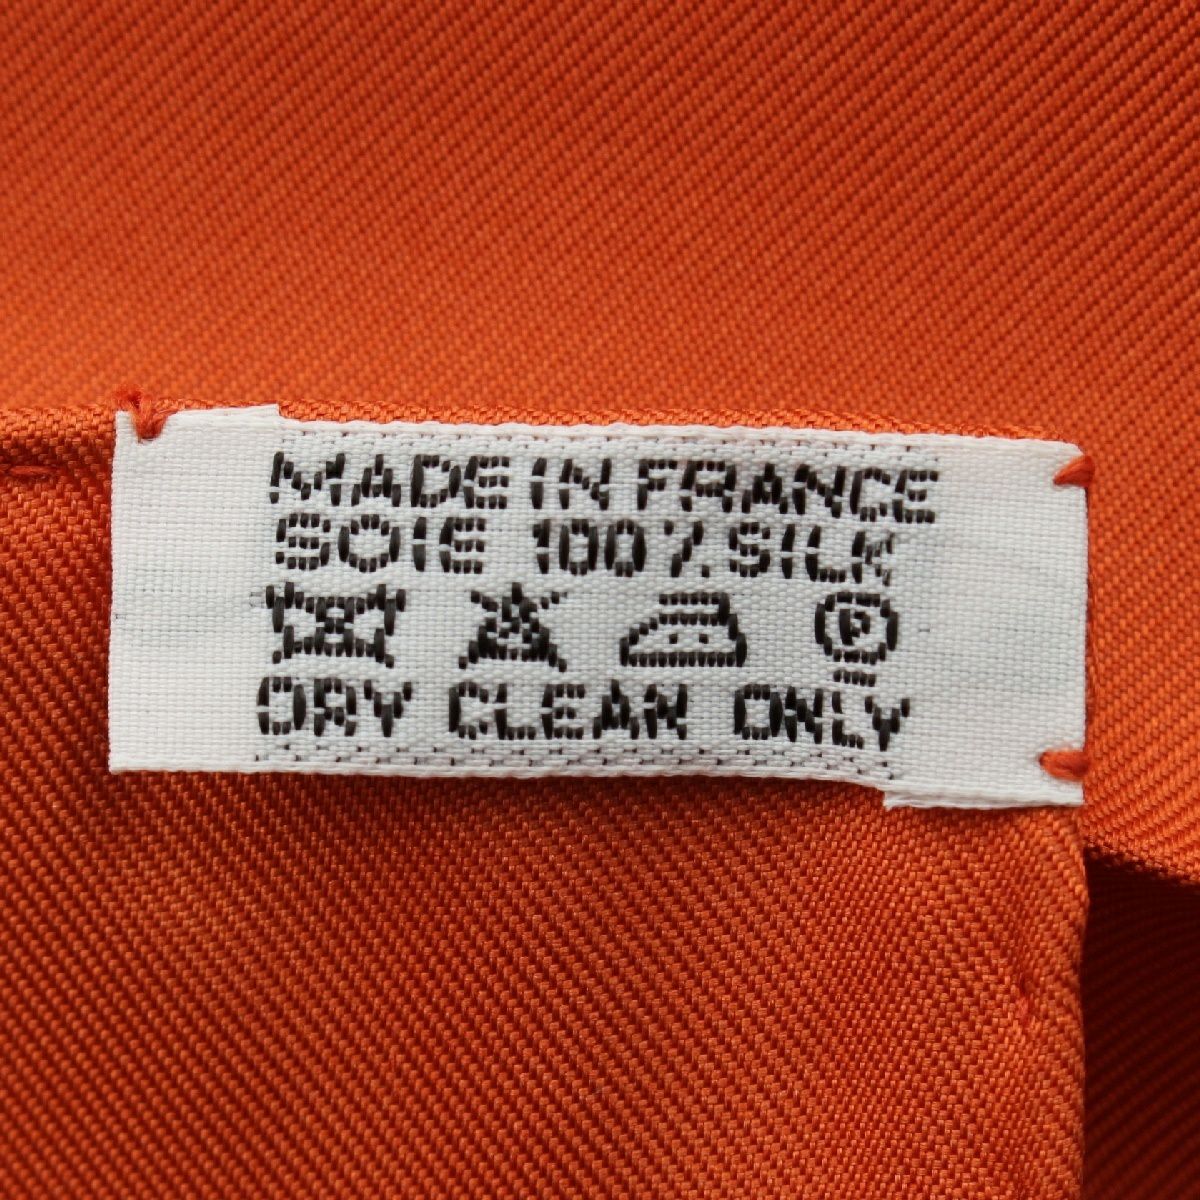 MADE IN FRANCE
SOIE 100% SILK
P
DRY CLEAN ONLY